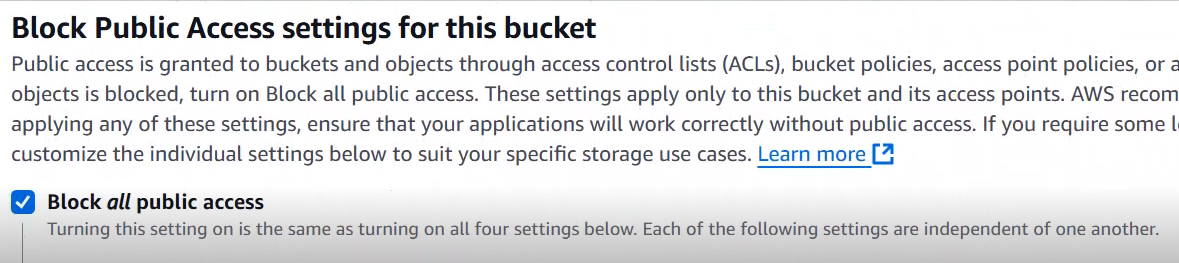 Block Public Access settings for this bucket
Public access is granted to buckets and objects through access control lists (ACLs), bucket policies, access point policies, or a
objects is blocked, turn on Block all public access. These settings apply only to this bucket and its access points. AWS recom
applying any of these settings, ensure that your applications will work correctly without public access. If you require some l
customize the individual settings below to suit your specific storage use cases. Learn more
Block all public access
Turning this setting on is the same as turning on all four settings below. Each of the following settings are independent of one another.